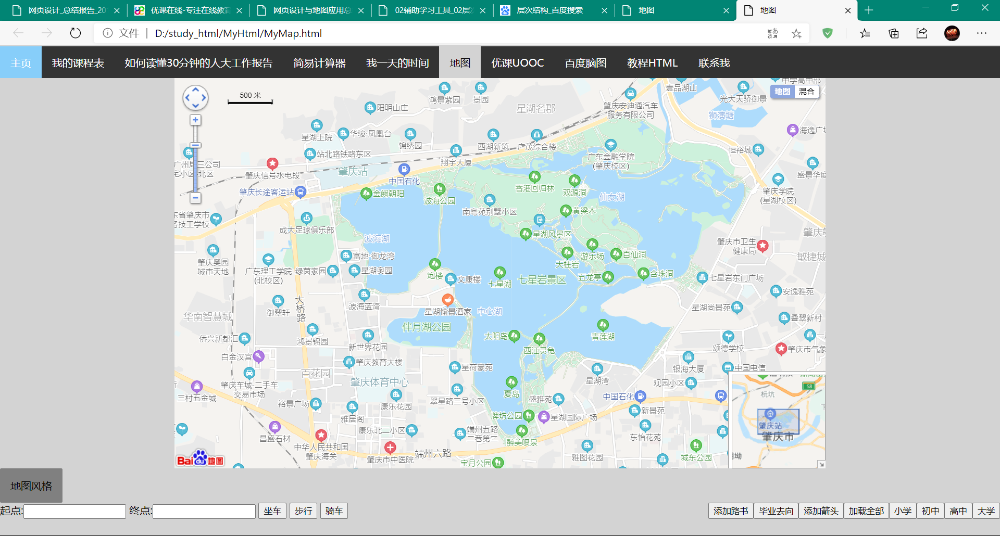 网页设计_总结报告_20
优课在线-专注在线教育
网页设计与地图应用总
02辅助学习工具_02层次
层次结构_百度搜索
地图
地图
文件
D:/study_html/MyHtml/MyMap.html
主页
我的课程表
如何读懂30分钟的人大工作报告
简易计算器
我一天的时间
地图
优课UOOC
百度脑图
教程HTML
联系我
500 米
地图
混合
中学高中部
壹品湖山
光大天骄御景
狮演塘
鸿景紫园
景园
阳明山庄
星湖名郡
肇庆安迪通汽车
服务有限公司
海逸广场
星湖上院
华骏·凤凰台
锦绣园
西湖新筑
广茂综合楼
恒裕城
站北路铁路东区
翔宇大厦
广东金融学院
(肇庆校区)
盛景华庭
广州局三公司
宅小区-北区
肇庆信号水电段
肇庆站
中国石化
肇庆长途客运站
金阙朝阳
波海公园
香港回归林
双源洞
仙女湖
肇庆学院
(星湖校区)
南粤苑别墅小区
黄梁木
东省肇庆市
务技工学校
成大足球俱乐部
波海湖
星湖风景区
肇庆市卫生
健康局
肇庆奥园
城市天地
富地·御龙湾
天柱岩
游乐场
百仙洞
敏捷城
广东理工学院
(北校区)
绿茵家园
星湖奥园
炮楼
文康楼
七星湖
七星岩景区
五龙亭
含珠洞
七星岩东门广场
安逸雅苑
大桥路
御翠轩
波海蓝湾
星湖愉景酒家
中心湖
星湖尚景苑
叠翠新村
华南智慧城
伴月湖公园
太阳岛
青莲湖
侨兴新都汇
鸿景锦园
新世界花园
西江灵龟
颂德学校
肇庆市气象
白金汉宫
肇庆教育大楼
星荷豪苑
银海大厦
中国电信
百花园
肇庆体育中心
星湖湾
观园小区
肇庆车城-二手车
交易市场
三村五金城
裕景广场
康乐花园
翠星路三号小区
夏岛
盛雅苑
中国石化
雅居阁
牌坊公园
星湖国际广场
新景苑
昌盛石材
康乐北二小区
端州五路
二巷第二
醉美喷泉
东怡花苑
中华人民共和国
肇庆海关
肇庆市中医院
端州六路
宝月公园
雅图花园
城东公园
S8
玩坑
肇庆站
肇庆市
坳
Bai du 地图
地图风格
起点:
终点:
坐车
步行
骑车
添加路书
毕业去向
添加箭头
加载全部
小学
初中
高中
大学